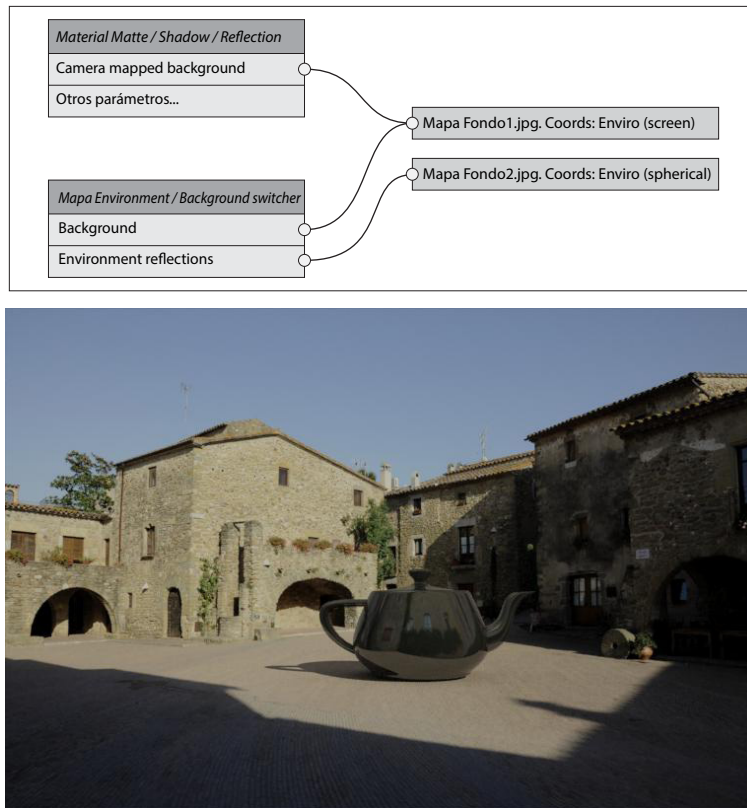 Material Matte / Shadow / Reflection
Camera mapped background
Otros parámetros...
Mapa Fondo1.jpg. Coords: Enviro (screen)
Mapa Fondo2.jpg. Coords: Enviro (spherical)
Mapa Environment / Background switcher
Background
Environment reflections